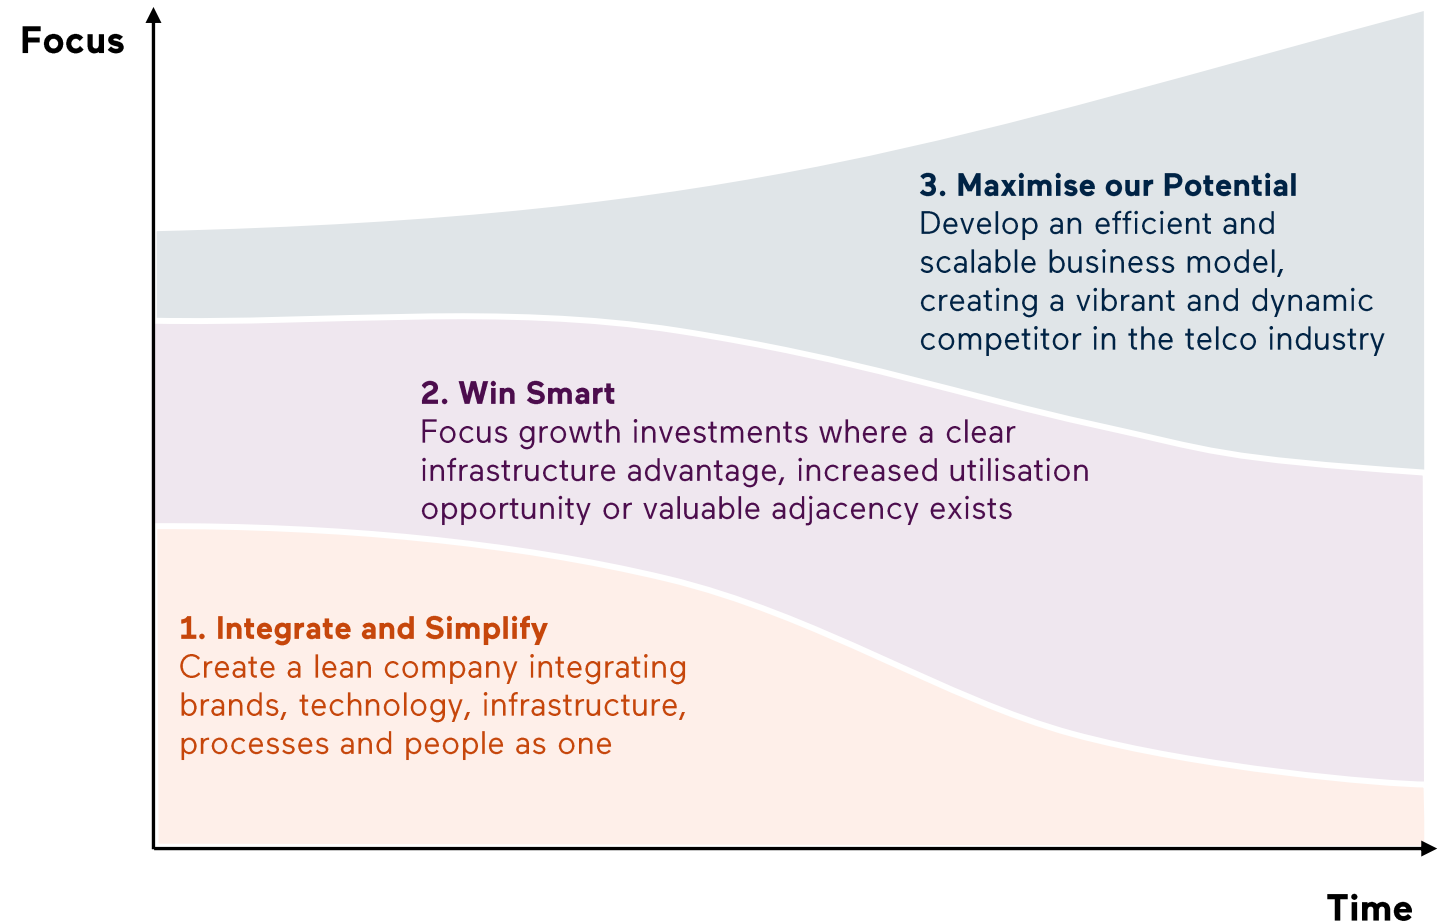 Focus
3. Maximise our Potential
Develop an efficient and
scalable business model,
creating a vibrant and dynamic
competitor in the telco industry
2. Win Smart
Focus growth investments where a clear
infrastructure advantage, increased utilisation
opportunity or valuable adjacency exists
1. Integrate and Simplify
Create a lean company integrating
brands, technology, infrastructure,
processes and people as one
Time